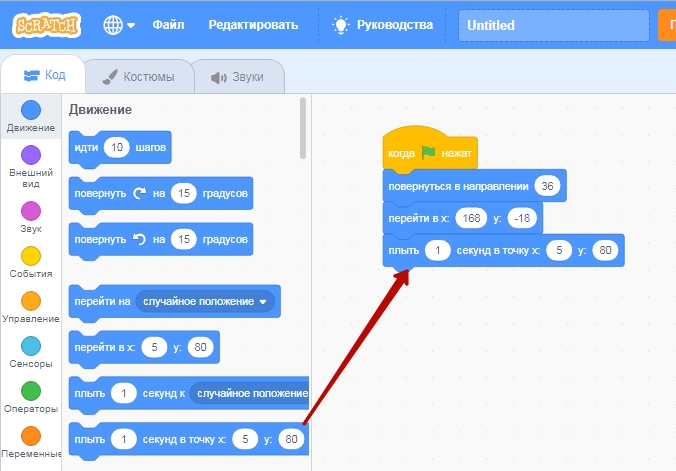 SCRATCH Файл Редактировать Руководства Untitled
Код Костюмы Звуки
Движение
Внешний вид
Звук
События
Управление
Сенсоры
Операторы
Переменные
Движение
идти 10 шагов
повернуть на 15 градусов
повернуть на 15 градусов
перейти на случайное положение
перейти в x: 5 y: 80
плыть 1 секунд к случайное положение
плыть 1 секунд в точку x: 5 y: 80
когда нажат
повернуться в направлении 36
перейти в x: 168 y: -18
плыть 1 секунд в точку x: 5 y: 80